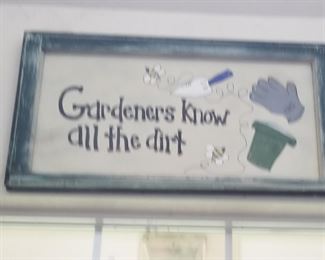 Gardeners know
all the dirt